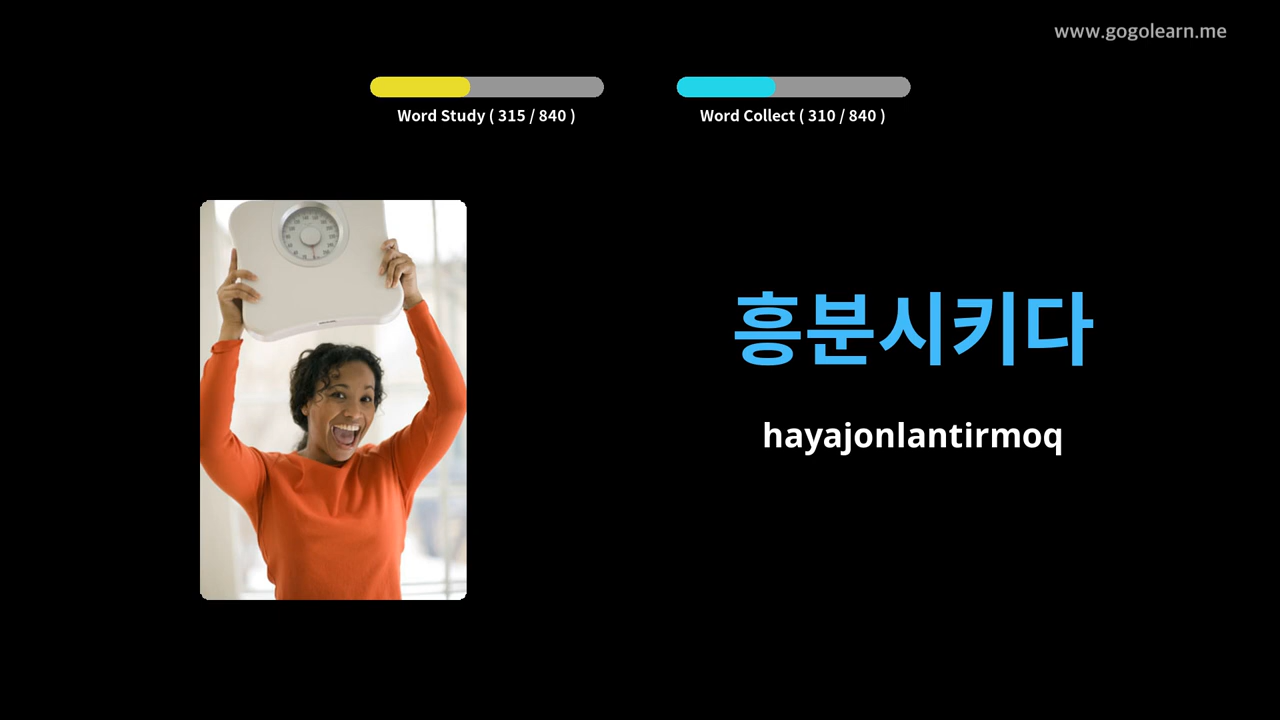 www.gogolearn.me
Word Study ( 315 / 840 )
Word Collect ( 310 / 840 )
흥분시키다
hayajonlantirmoq